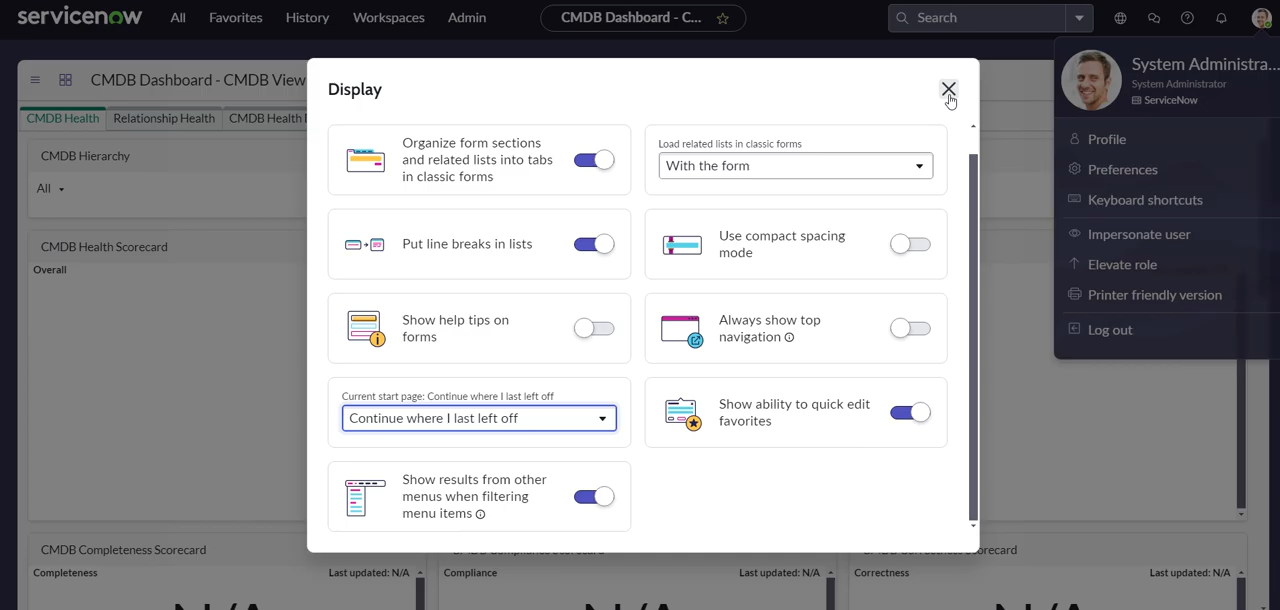 servicenow
All
Favorites
History
Workspaces
Admin
CMDB Dashboard - C...
Search
CMDB Dashboard - CMDB View
CMDB Health
Relationship Health
CMDB Health
CMDB Hierarchy
All
CMDB Health Scorecard
Overall
Display
Organize form sections
and related lists into tabs
in classic forms
Load related lists in classic forms
With the form
Put line breaks in lists
Use compact spacing
mode
Show help tips on
forms
Always show top
navigation
Current start page: Continue where I last left off
Continue where I last left off
Show ability to quick edit
favorites
Show results from other
menus when filtering
menu items
System Administra...
System Administrator
ServiceNow
Profile
Preferences
Keyboard shortcuts
Impersonate user
Elevate role
Printer friendly version
Log out
CMDB Completeness Scorecard
Completeness
Last updated: N/A
Compliance
Last updated: N/A
Scorecard
Correctness
Last updated: N/A
N/A
N/A
N/A